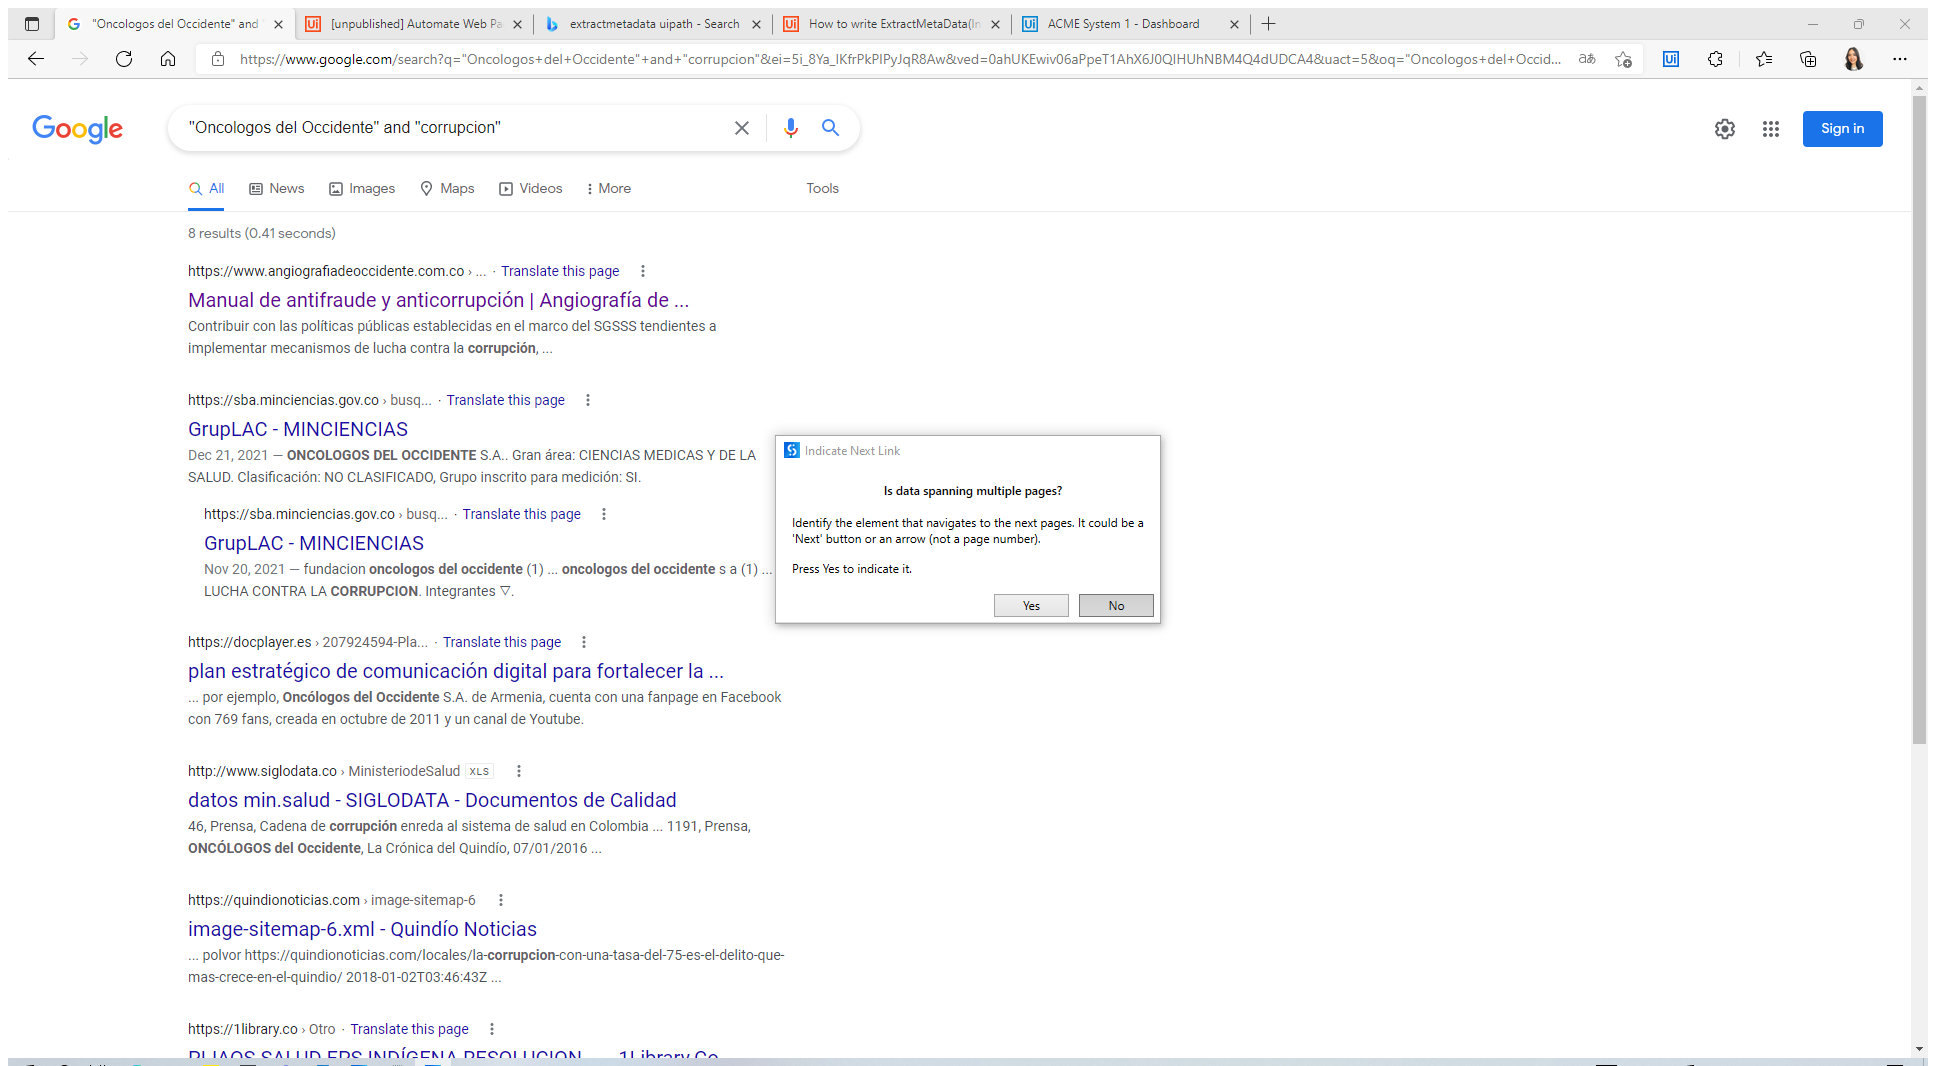 "Oncologos del Occidente" and
[unpublished] Automate Web Pa
extractmetadata uipath - Search
How to write ExtractMetaData(In
ACME System 1 - Dashboard
https://www.google.com/search?q="Oncologos+del+Occidente"+and+"corrupcion"&ei=5i_8Ya_IKfrPkPIPyJqR8Aw&ved=0ahUKEwiv06aPpeT1AhX6J0QIHUhNBM4Q4dUDCA4&uact=5&oq="Oncologos+del+Occid...
Google
"Oncologos del Occidente" and "corrupcion"
Sign in
All News Images Maps Videos More Tools
8 results (0.41 seconds)
https://www.angiografiadeoccidente.com.co › ... · Translate this page
Manual de antifraude y anticorrupción | Angiografía de ...
Contribuir con las políticas públicas establecidas en el marco del SGSSS tendientes a
implementar mecanismos de lucha contra la corrupción, ...
https://sba.minciencias.gov.co › busq... · Translate this page
GrupLAC - MINCIENCIAS
Dec 21, 2021 — ONCOLOGOS DEL OCCIDENTE S.A.. Gran área: CIENCIAS MEDICAS Y DE LA
SALUD. Clasificación: NO CLASIFICADO, Grupo inscrito para medición: SI.
https://sba.minciencias.gov.co › busq... · Translate this page
GrupLAC - MINCIENCIAS
Nov 20, 2021 — fundacion oncologos del occidente (1) ... oncologos del occidente s a (1) ...
LUCHA CONTRA LA CORRUPCION. Integrantes ▽.
Indicate Next Link
Is data spanning multiple pages?
Identify the element that navigates to the next pages. It could be a
'Next' button or an arrow (not a page number).
Press Yes to indicate it.
Yes No
https://docplayer.es › 207924594-Pla... · Translate this page
plan estratégico de comunicación digital para fortalecer la ...
... por ejemplo, Oncólogos del Occidente S.A. de Armenia, cuenta con una fanpage en Facebook
con 769 fans, creada en octubre de 2011 y un canal de Youtube.
http://www.siglodata.co › MinisteriodeSalud XLS
datos min.salud - SIGLODATA - Documentos de Calidad
46, Prensa, Cadena de corrupción enreda al sistema de salud en Colombia ... 1191, Prensa,
ONCÓLOGOS del Occidente, La Crónica del Quindío, 07/01/2016 ...
https://quindionoticias.com › image-sitemap-6
image-sitemap-6.xml - Quindío Noticias
... polvor https://quindionoticias.com/locales/la-corrupcion-con-una-tasa-del-75-es-el-delito-que-
mas-crece-en-el-quindio/ 2018-01-02T03:46:43Z ...
https://1library.co › Otro · Translate this page
SALUD EPS INDÍGENA RESOLUCION ... 1Library.Co